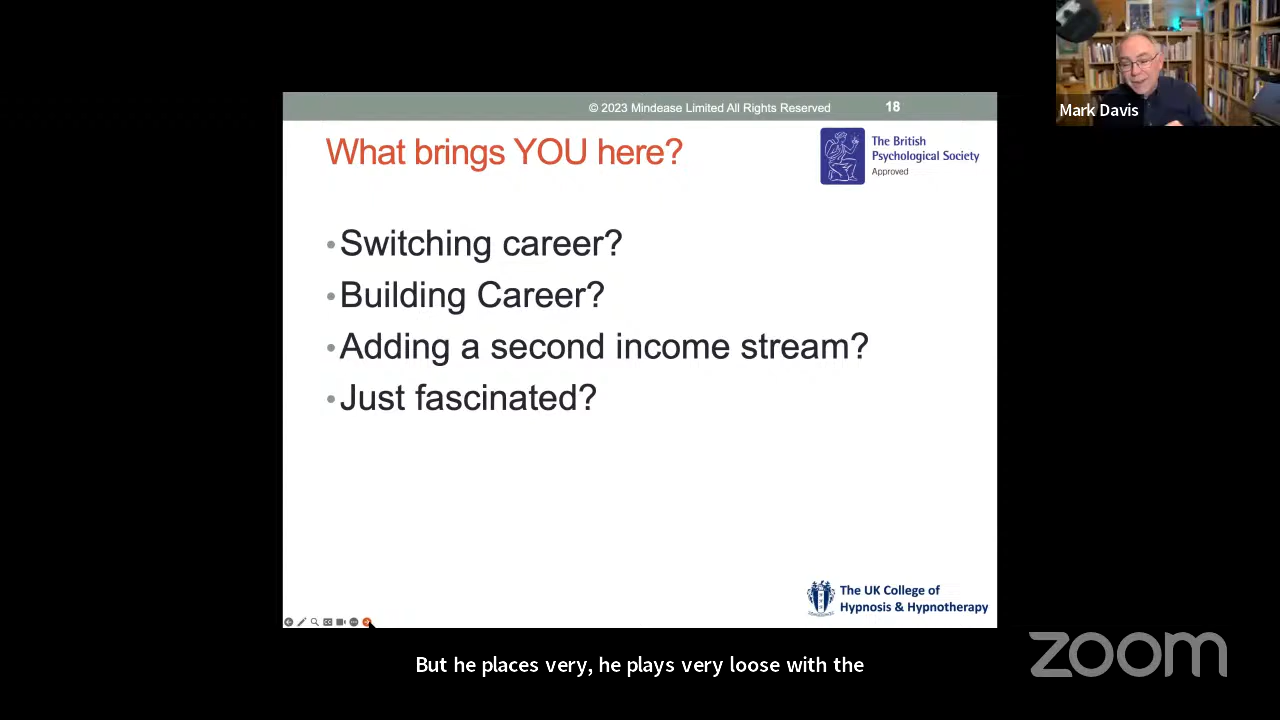 © 2023 Mindease Limited All Rights Reserved
18
What brings YOU here?
The British
Psychological Society
Approved
•Switching career?
•Building Career?
•Adding a second income stream?
•Just fascinated?
The UK College of
Hypnosis & Hypnotherapy
Mark Davis
But he places very, he plays very loose with the
zoom